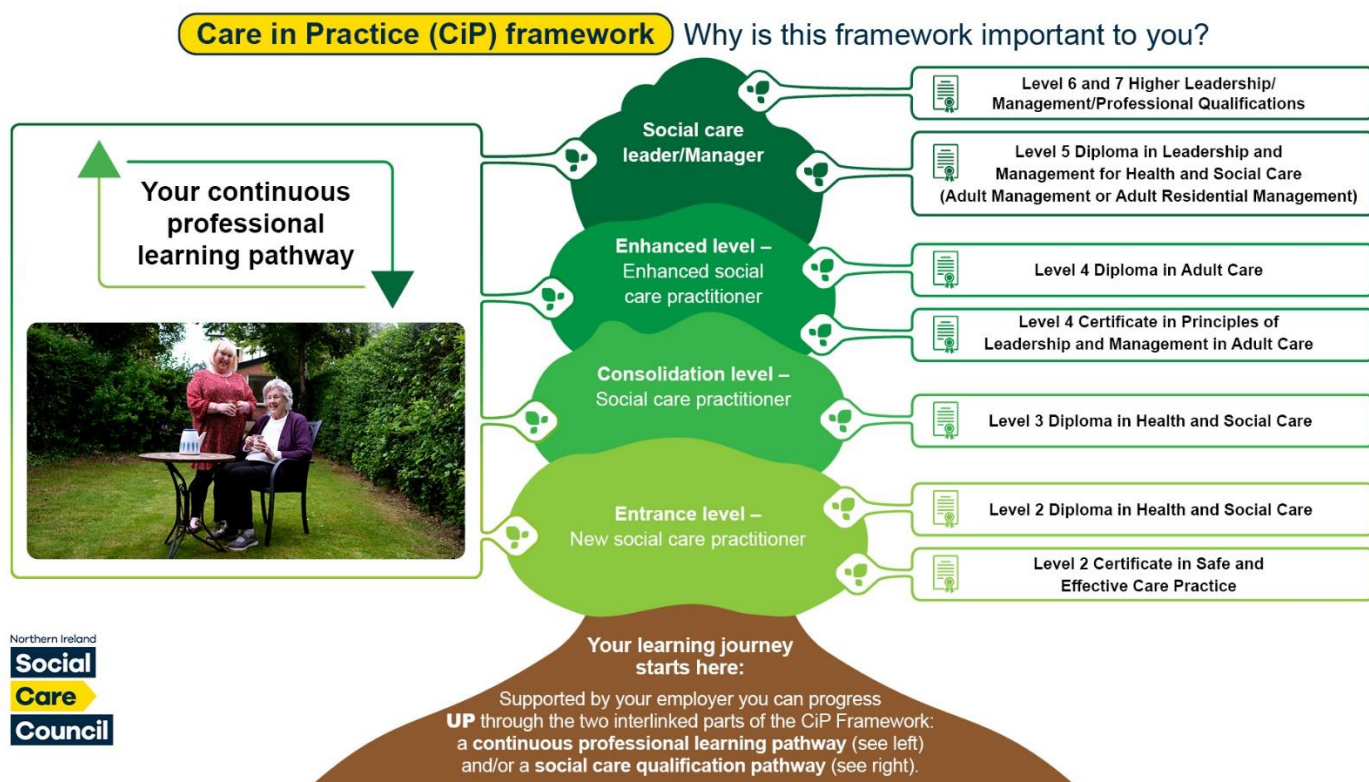 Care in Practice (CiP) framework Why is this framework important to you?
Your continuous
professional
learning pathway
Social care
leader/Manager
Enhanced level –
Enhanced social
care practitioner
Consolidation level –
Social care practitioner
Entrance level –
New social care practitioner
Level 6 and 7 Higher Leadership/
Management/Professional Qualifications
Level 5 Diploma in Leadership and
Management for Health and Social Care
(Adult Management or Adult Residential Management)
Level 4 Diploma in Adult Care
Level 4 Certificate in Principles of
Leadership and Management in Adult Care
Level 3 Diploma in Health and Social Care
Level 2 Diploma in Health and Social Care
Level 2 Certificate in Safe and
Effective Care Practice
Your learning journey
starts here:
Supported by your employer you can progress
UP through the two interlinked parts of the CiP Framework:
a continuous professional learning pathway (see left)
and/or a social care qualification pathway (see right).
Northern Ireland
Social
Care
Council